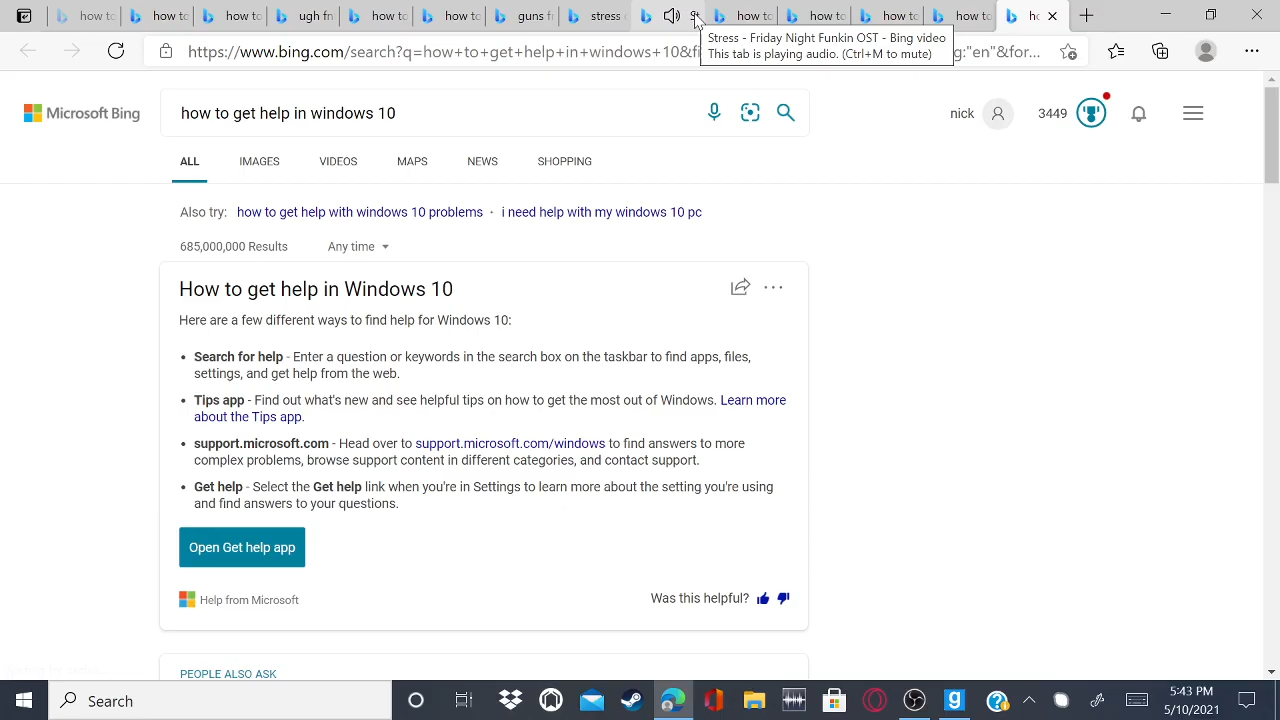 how to
how to
ugh fn
how to
how to
guns f
stress
how to
how to
how to
how to
ho
Stress - Friday Night Funkin OST - Bing video
This tab is playing audio. (Ctrl+M to mute)
https://www.bing.com/search?q=how+to+get+help+in+windows+10&fi
g:"en"&for...
Microsoft Bing
how to get help in windows 10
nick
3449
ALL IMAGES VIDEOS MAPS NEWS SHOPPING
Also try: how to get help with windows 10 problems · i need help with my windows 10 pc
685,000,000 Results Any time
How to get help in Windows 10
Here are a few different ways to find help for Windows 10:
• Search for help - Enter a question or keywords in the search box on the taskbar to find apps, files,
settings, and get help from the web.
• Tips app - Find out what's new and see helpful tips on how to get the most out of Windows. Learn more
about the Tips app.
• support.microsoft.com - Head over to support.microsoft.com/windows to find answers to more
complex problems, browse support content in different categories, and contact support.
• Get help - Select the Get help link when you're in Settings to learn more about the setting you're using
and find answers to your questions.
Open Get help app
Help from Microsoft
Was this helpful?
PEOPLE ALSO ASK
Search
5:43 PM
5/10/2021